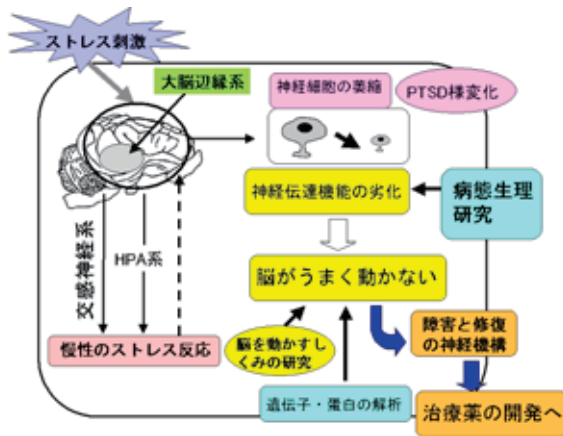 ストレス刺激
大脳辺縁系
神経細胞の萎縮
PTSD様変化
神経伝達機能の劣化
病態生理
研究
交感神経系
HPA系
脳がうまく動かない
慢性のストレス反応
脳を動かすし
くみの研究
障害と修復
の神経機構
遺伝子・蛋白の解析
治療薬の開発へ